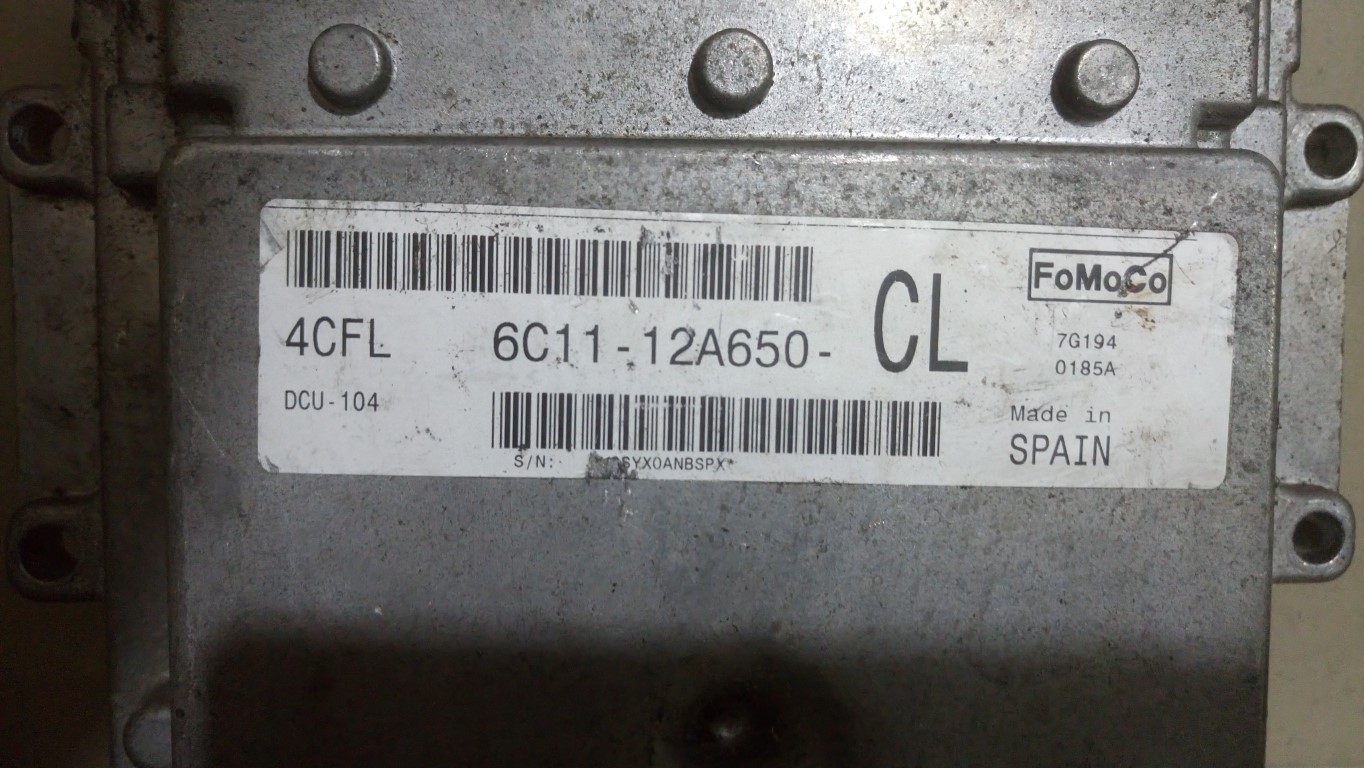 FoMoCo
4CFL 6C11-12A650- CL
7G194
0185A
DCU-104
Made in
SPAIN
S/N: